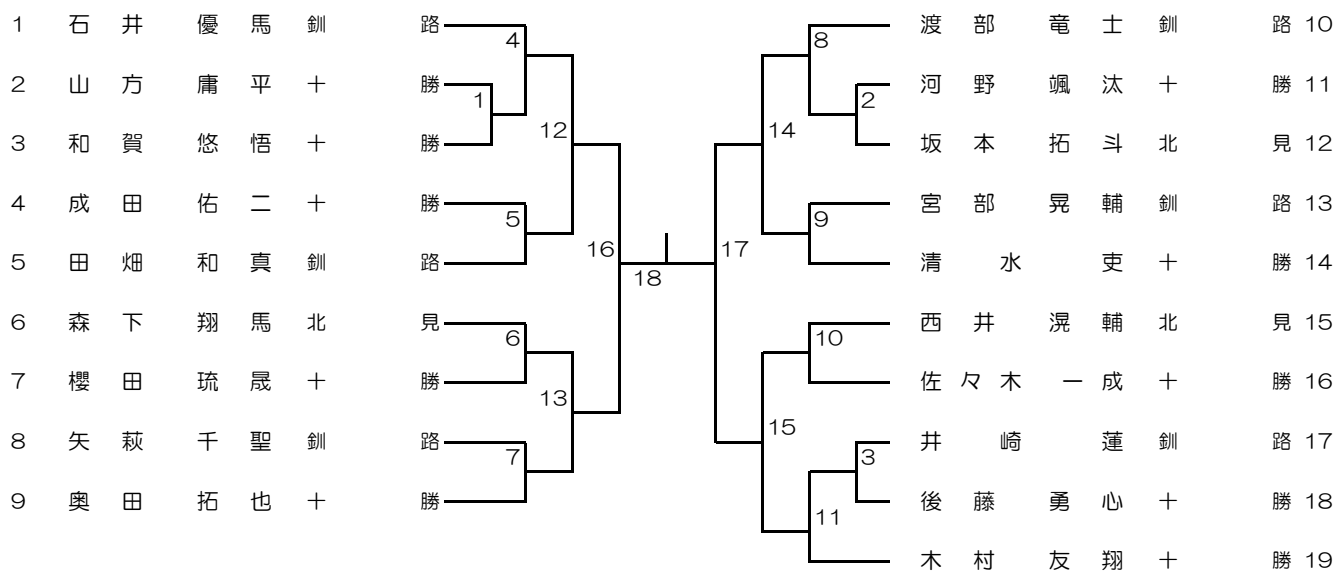 1 石井 優馬 釧路
2 山方 庸平 十勝
3 和賀 悠悟 十勝
4 成田 佑二 十勝
5 田畑 和真 釧路
6 森下 翔馬 北見
7 櫻田 琉晟 十勝
8 矢萩 千聖 釧路
9 奥田 拓也 十勝
4
1
12
5
16
6
13
7
18
8
2
14
9
17
10
15
3
11
渡部 竜士 釧路 10
河野 颯汰 十勝 11
坂本 拓斗 北見 12
宮部 晃輔 釧路 13
清水 吏 十勝 14
西井 滉輔 北見 15
佐々木 一成 十勝 16
井崎 蓮 釧路 17
後藤 勇心 十勝 18
木村 友翔 十勝 19